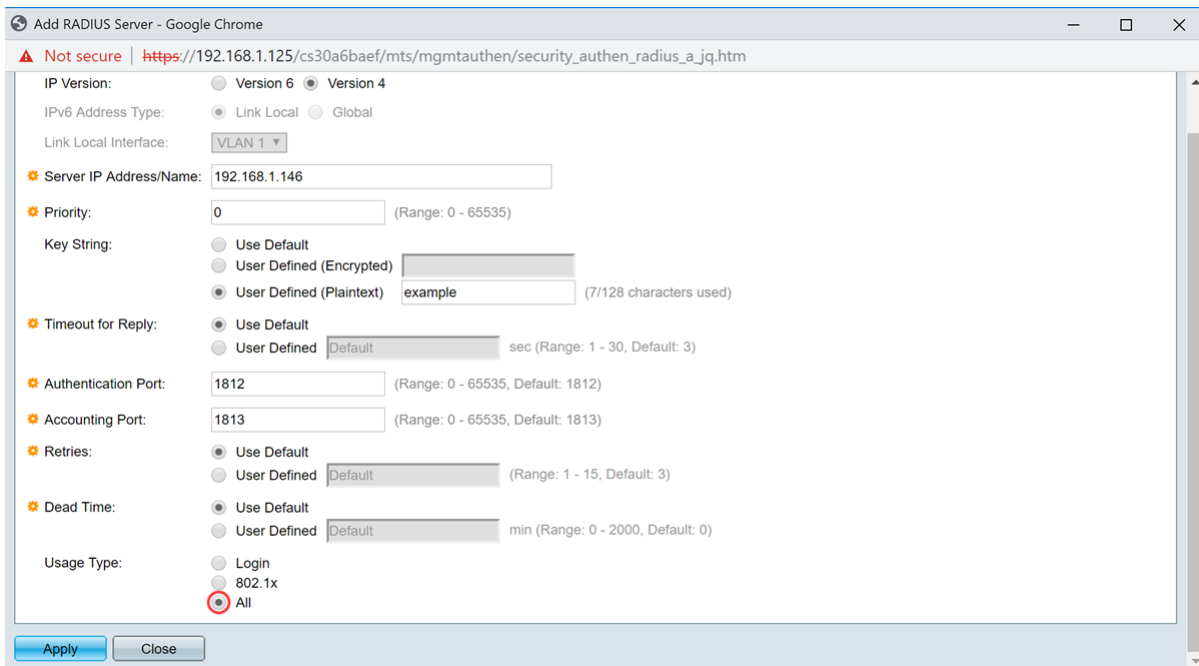 Add RADIUS Server - Google Chrome
Not secure | https://192.168.1.125/cs30a6baef/mts/mgmtauthen/security_authen_radius_a_jq.htm
IP Version: Version 6 Version 4
IPv6 Address Type: Link Local Global
Link Local Interface: VLAN 1
Server IP Address/Name: 192.168.1.146
Priority: 0 (Range: 0 - 65535)
Key String: Use Default
User Defined (Encrypted)
User Defined (Plaintext) example (7/128 characters used)
Timeout for Reply: Use Default
User Defined Default sec (Range: 1 - 30, Default: 3)
Authentication Port: 1812 (Range: 0 - 65535, Default: 1812)
Accounting Port: 1813 (Range: 0 - 65535, Default: 1813)
Retries: Use Default
User Defined Default (Range: 1 - 15, Default: 3)
Dead Time: Use Default
User Defined Default min (Range: 0 - 2000, Default: 0)
Usage Type: Login
802.1x
All
Apply Close